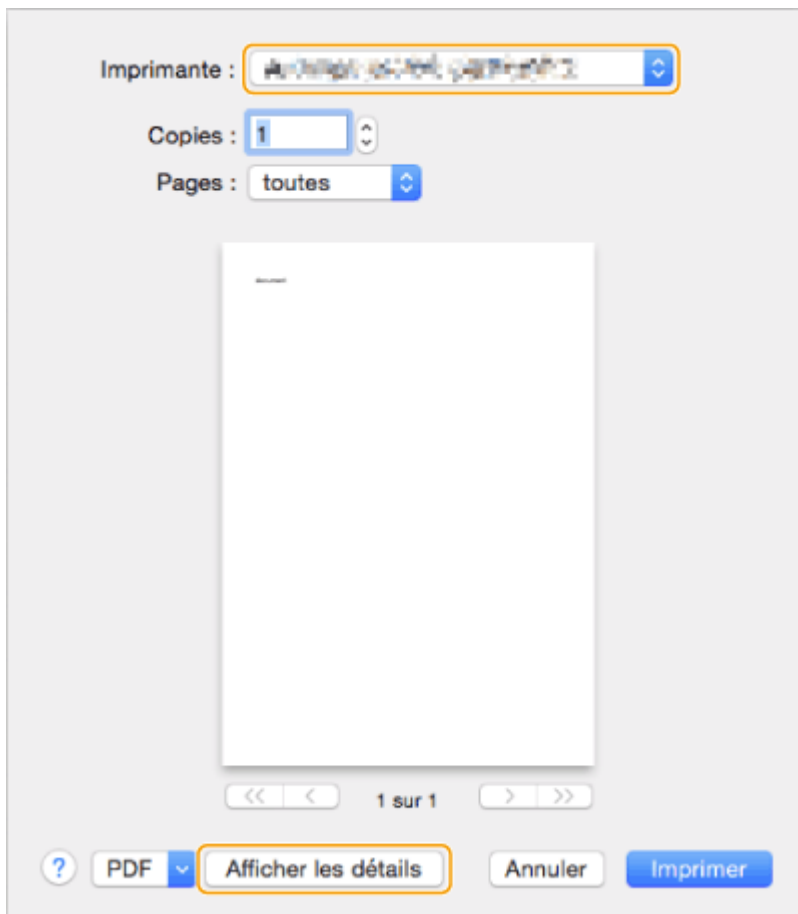 Imprimante :
Copies : 1
Pages : toutes
<< < 1 sur 1 > >>
? PDF Afficher les détails Annuler Imprimer